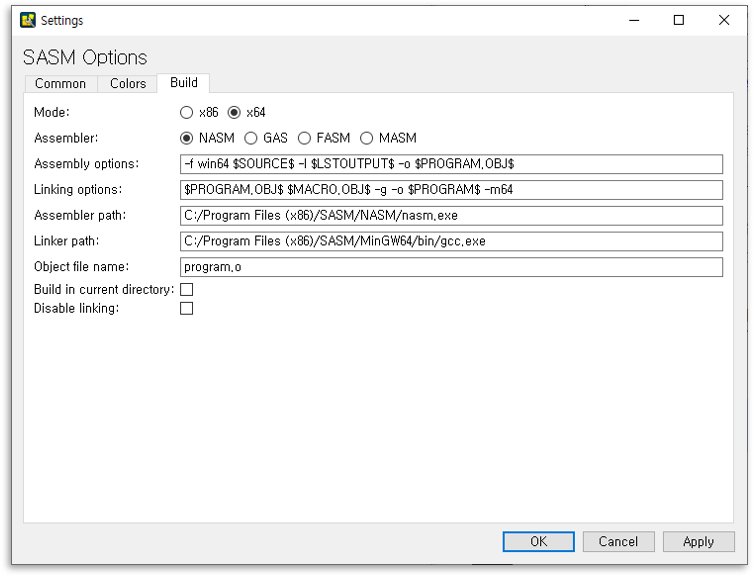 Settings
SASM Options
Common Colors Build
Mode: x86 x64
Assembler: NASM GAS FASM MASM
Assembly options: -f win64 $SOURCE$ -l $LSTOUTPUT$ -o $PROGRAM.OBJ$
Linking options: $PROGRAM.OBJ$ $MACRO.OBJ$ -g -o $PROGRAM$ -m64
Assembler path: C:/Program Files (x86)/SASM/NASM/nasm.exe
Linker path: C:/Program Files (x86)/SASM/MinGW64/bin/gcc.exe
Object file name: program.o
Build in current directory:
Disable linking:
OK Cancel Apply